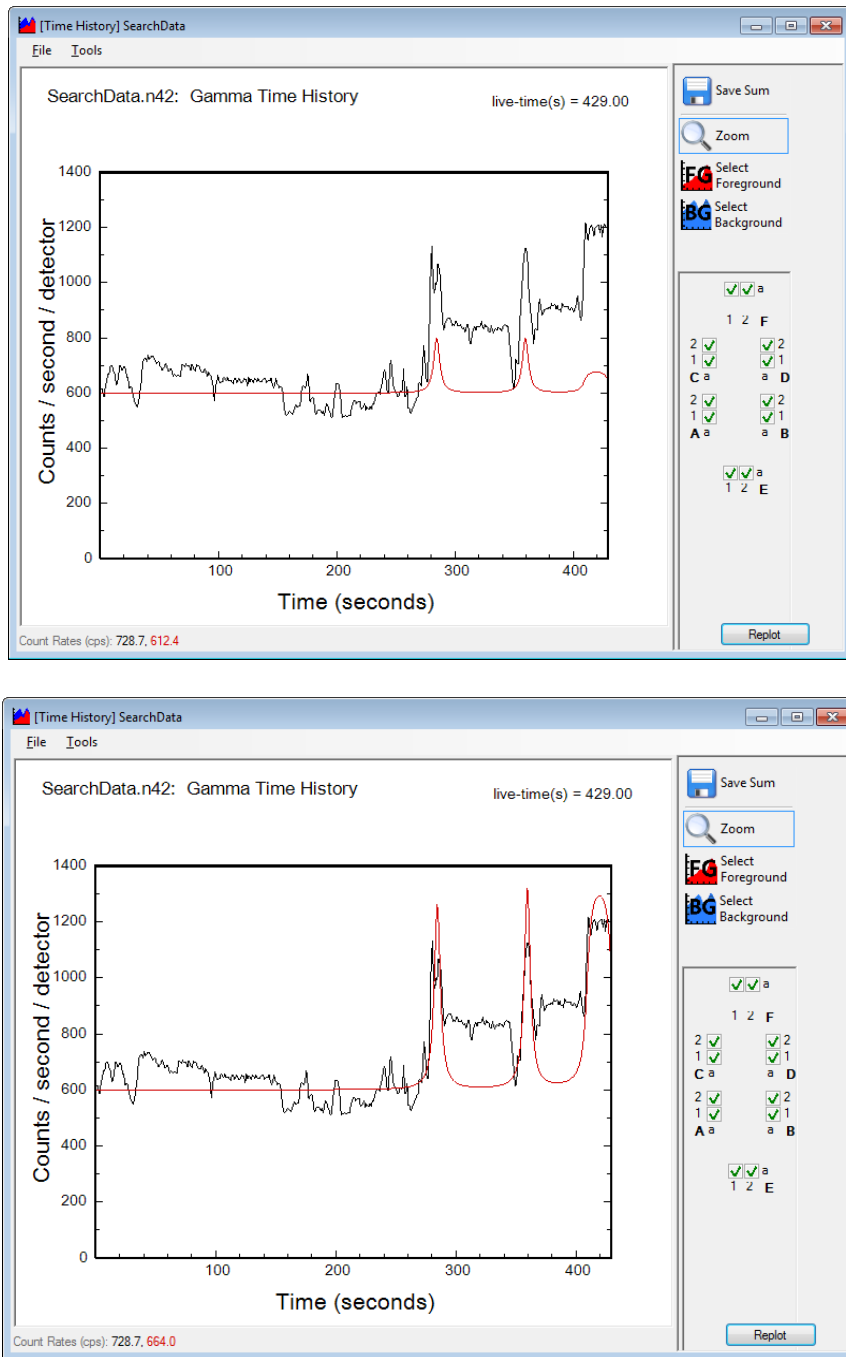 [Time History] SearchData
File Tools
SearchData.n42: Gamma Time History
live-time(s) = 429.00
Save Sum
Zoom
FG Select
Foreground
BG Select
Background
1400
1200
1000
800
600
400
200
0
Counts / second / detector
100 200 300 400
Time (seconds)
a
1 2 F
2 2
1 1
C a a D
2 2
1 1
A a a B
a
1 2 E
Replot
Count Rates (cps): 728.7, 612.4
[Time History] SearchData
File Tools
SearchData.n42: Gamma Time History
live-time(s) = 429.00
Save Sum
Zoom
FG Select
Foreground
BG Select
Background
1400
1200
1000
800
600
400
200
0
Counts / second / detector
100 200 300 400
Time (seconds)
a
1 2 F
2 2
1 1
C a a D
2 2
1 1
A a a B
a
1 2 E
Replot
Count Rates (cps): 728.7, 664.0